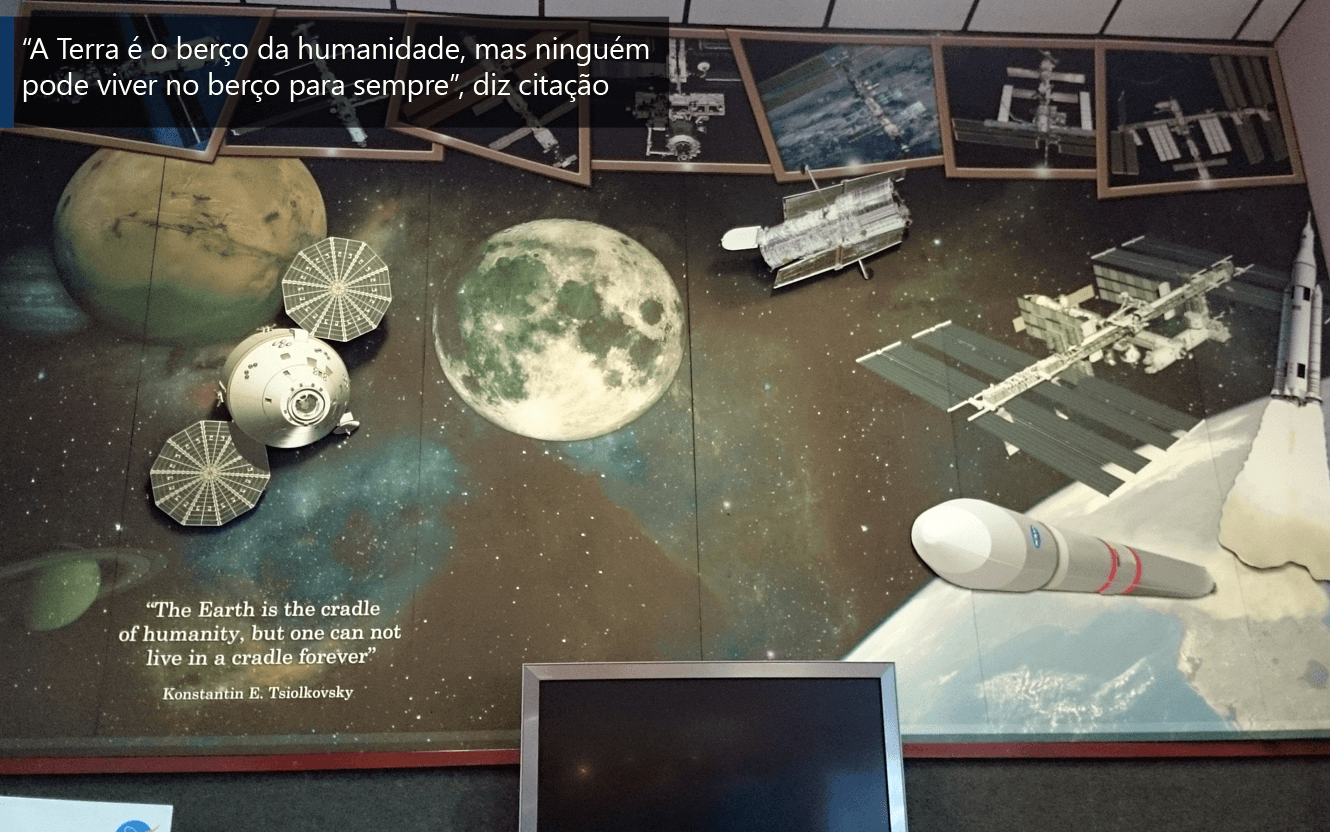 “A Terra é o berço da humanidade, mas ninguém
pode viver no berço para sempre”, diz citação
“The Earth is the cradle
of humanity, but one can not
live in a cradle forever”
Konstantin E. Tsiolkovsky